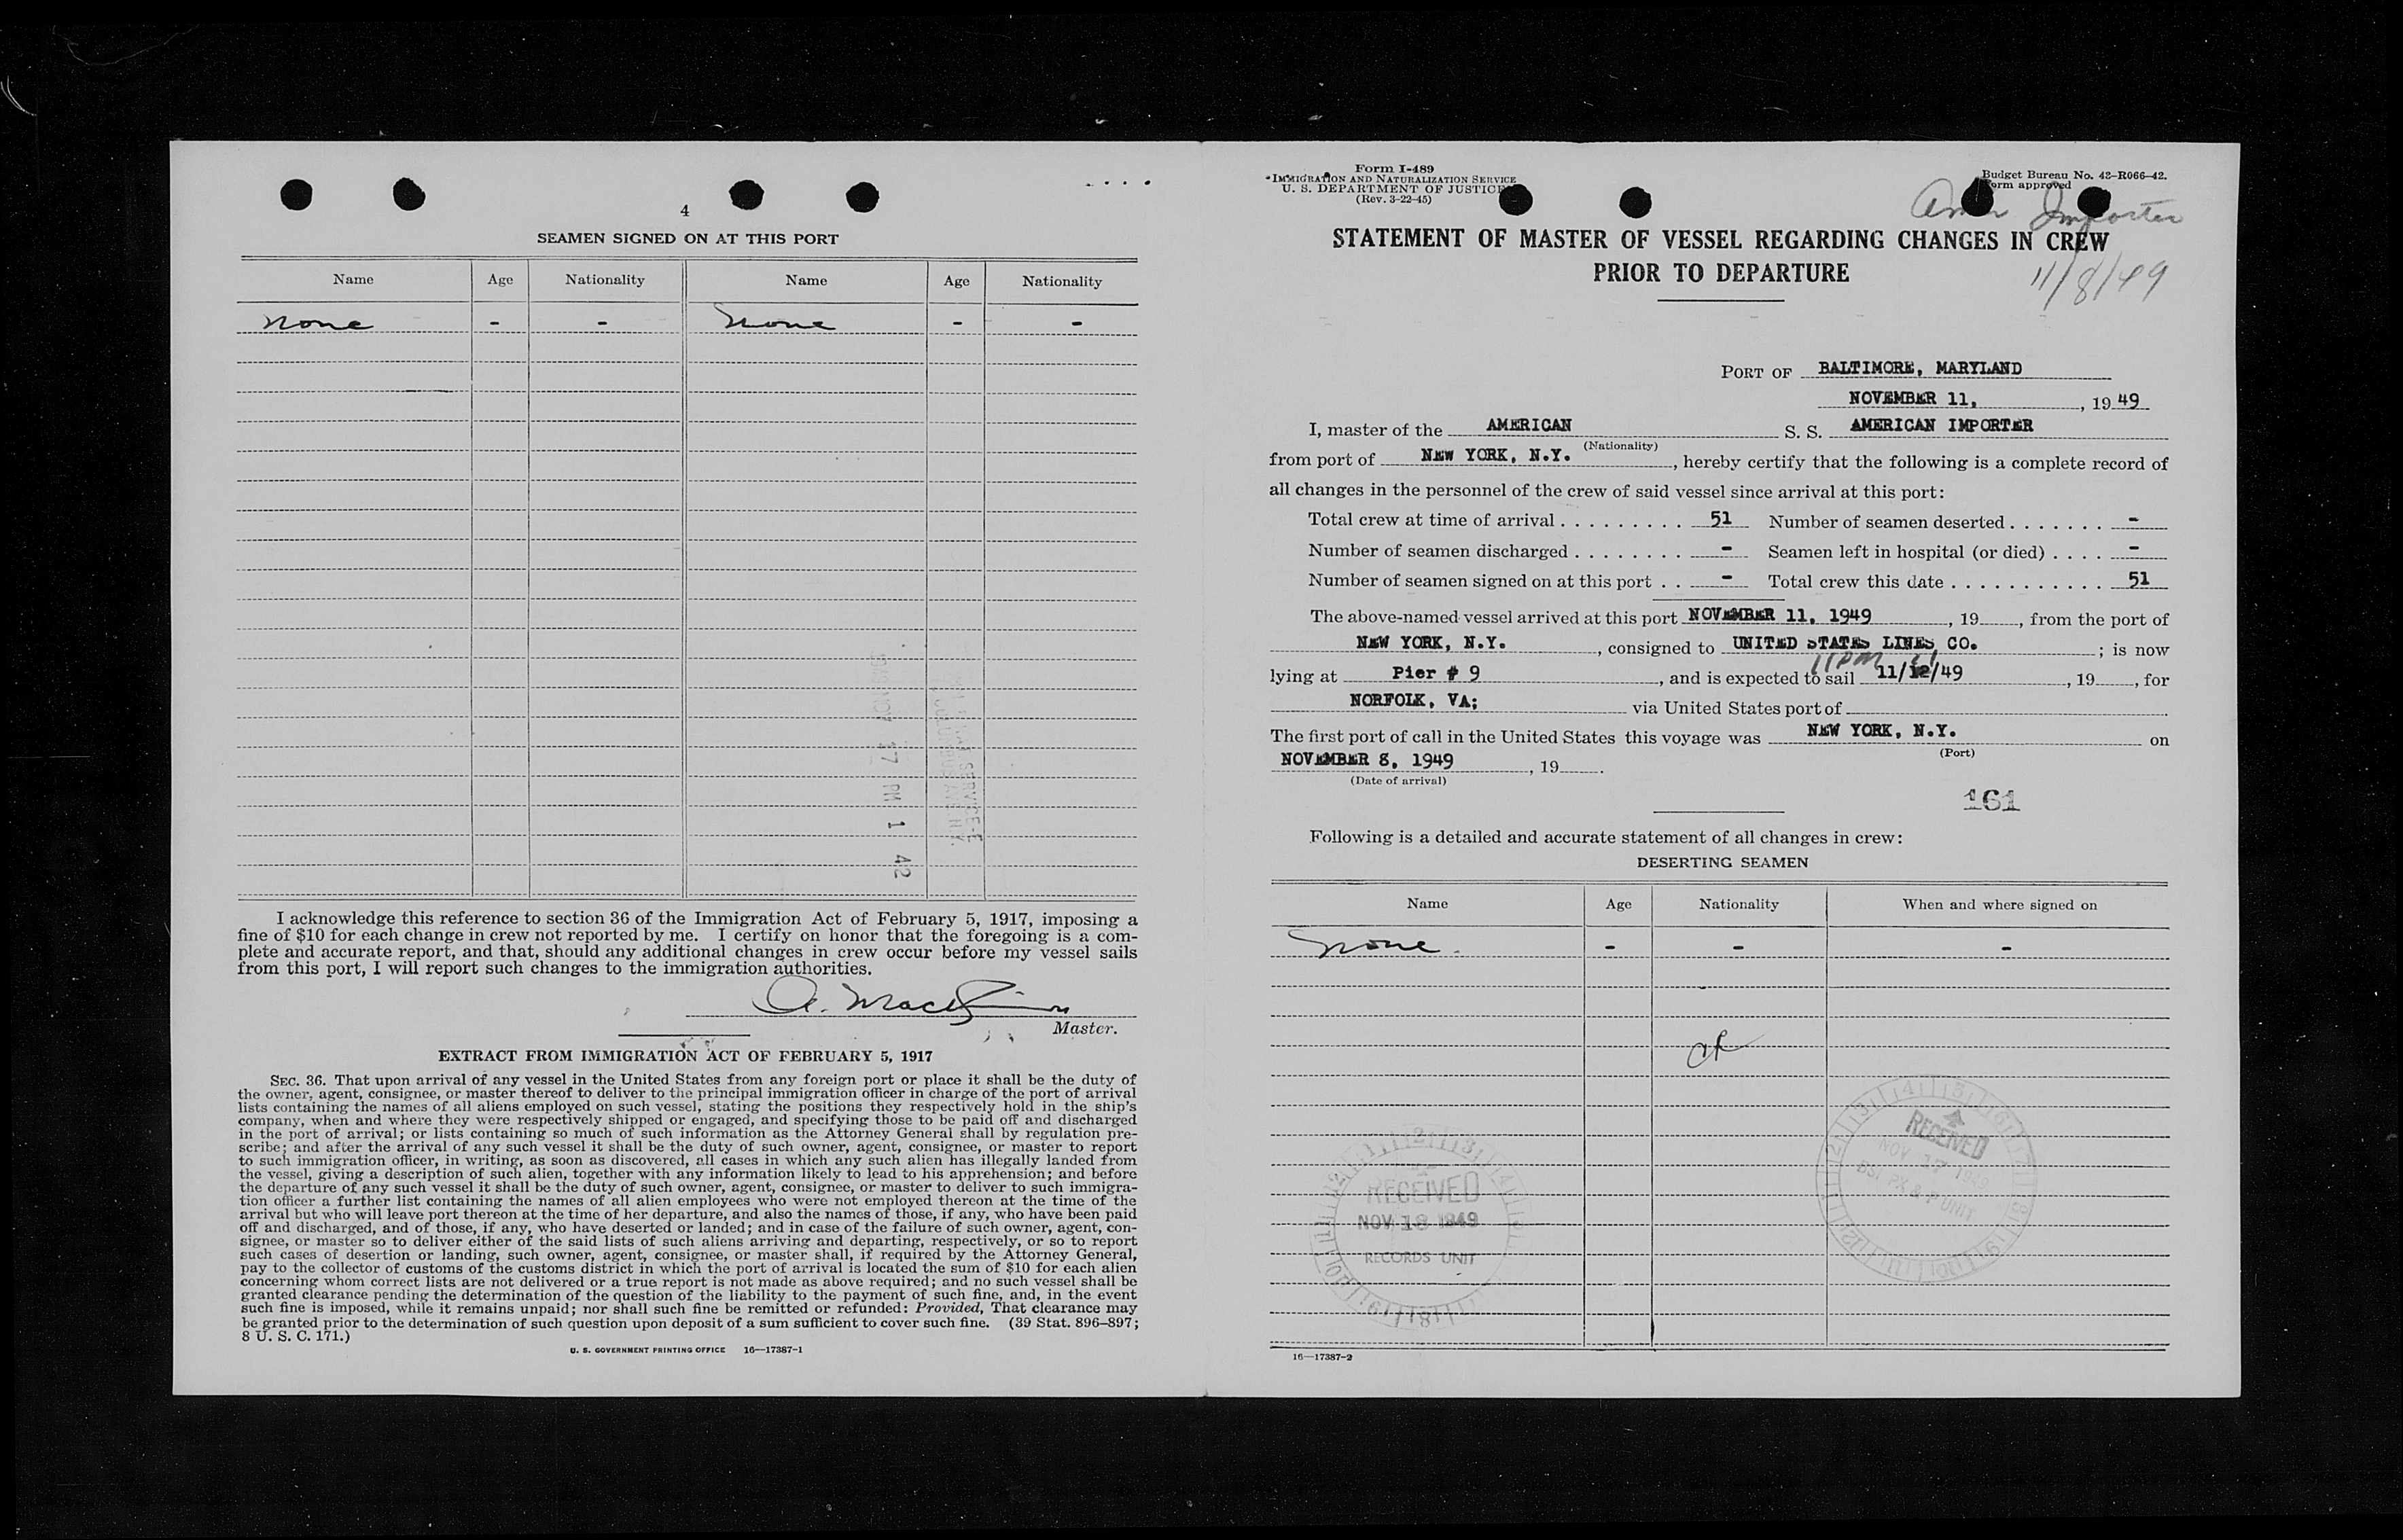 4
SEAMEN SIGNED ON AT THIS PORT
Name Age Nationality Name Age Nationality
None - - None - -
I acknowledge this reference to section 36 of the Immigration Act of February 5, 1917, imposing a
fine of $10 for each change in crew not reported by me. I certify on honor that the foregoing is a com-
plete and accurate report, and that, should any additional changes in crew occur before my vessel sails
from this port, I will report such changes to the immigration authorities.
Master.
EXTRACT FROM IMMIGRATION ACT OF FEBRUARY 5, 1917
SEC. 36. That upon arrival of any vessel in the United States from any foreign port or place it shall be the duty of
the owner, agent, consignee, or master thereof to deliver to the principal immigration officer in charge of the port of arrival
lists containing the names of all aliens employed on such vessel, stating the positions they respectively hold in the ship's
company, when and where they were respectively shipped or engaged, and specifying those to be paid off and discharged
in the port of arrival; or lists containing so much of such information as the Attorney General shall by regulation pre-
scribe; and after the arrival of any such vessel it shall be the duty of such owner, agent, consignee, or master to report
to such immigration officer, in writing, as soon as discovered, all cases in which any such alien has illegally landed from
the vessel, giving a description of such alien, together with any information likely to lead to his apprehension; and before
the departure of any such vessel it shall be the duty of such owner, agent, consignee, or master to deliver to such immigra-
tion officer a further list containing the names of all alien employees who were not employed thereon at the time of the
arrival but who will leave port thereon at the time of her departure, and also the names of those, if any, who have been paid
off and discharged, and of those, if any, who have deserted or landed; and in case of the failure of such owner, agent, con-
signee, or master so to deliver either of the said lists of such aliens arriving and departing, respectively, or so to report
such cases of desertion or landing, such owner, agent, consignee, or master shall, if required by the Attorney General,
pay to the collector of customs of the customs district in which the port of arrival is located the sum of $10 for each alien
concerning whom correct lists are not delivered or a true report is not made as above required; and no such vessel shall be
granted clearance pending the determination of the question of the liability to the payment of such fine, and, in the event
such fine is imposed, while it remains unpaid; nor shall such fine be remitted or refunded: Provided, That clearance may
be granted prior to the determination of such question upon deposit of a sum sufficient to cover such fine. (39 Stat. 896–897;
8 U. S. C. 171.)
U. S. GOVERNMENT PRINTING OFFICE 16—17387-1
Form I-489
IMMIGRATION AND NATURALIZATION SERVICE
U. S. DEPARTMENT OF JUSTICE
(Rev. 3-22-45)
Budget Bureau No. 43-R066-42.
Form approved
Amer Importer
STATEMENT OF MASTER OF VESSEL REGARDING CHANGES IN CREW
PRIOR TO DEPARTURE
11/8/49
PORT OF BALTIMORE, MARYLAND
NOVEMBER 11, , 19 49
I, master of the AMERICAN S. S. AMERICAN IMPORTER
(Nationality)
from port of NEW YORK, N.Y. , hereby certify that the following is a complete record of
all changes in the personnel of the crew of said vessel since arrival at this port:
Total crew at time of arrival . . . . . . . . . 51 Number of seamen deserted . . . . . . . -
Number of seamen discharged . . . . . . . . - Seamen left in hospital (or died) . . . . -
Number of seamen signed on at this port . . - Total crew this date . . . . . . . . . . . . 51
The above-named vessel arrived at this port NOVEMBER 11, 1949 , 19 , from the port of
NEW YORK, N.Y. , consigned to UNITED STATES LINES CO. ; is now
11 PM
lying at Pier # 9 , and is expected to sail 11/12/49 , 19 , for
NORFOLK, VA; via United States port of
The first port of call in the United States this voyage was NEW YORK, N.Y. on
(Port)
NOVEMBER 8, 1949 , 19 .
(Date of arrival)
161
Following is a detailed and accurate statement of all changes in crew:
DESERTING SEAMEN
Name Age Nationality When and where signed on
None. - - -
RECEIVED
NOV 17 1949
BSI PX & P UNIT
RECEIVED
NOV 18 1949
RECORDS UNIT
16—17387-2